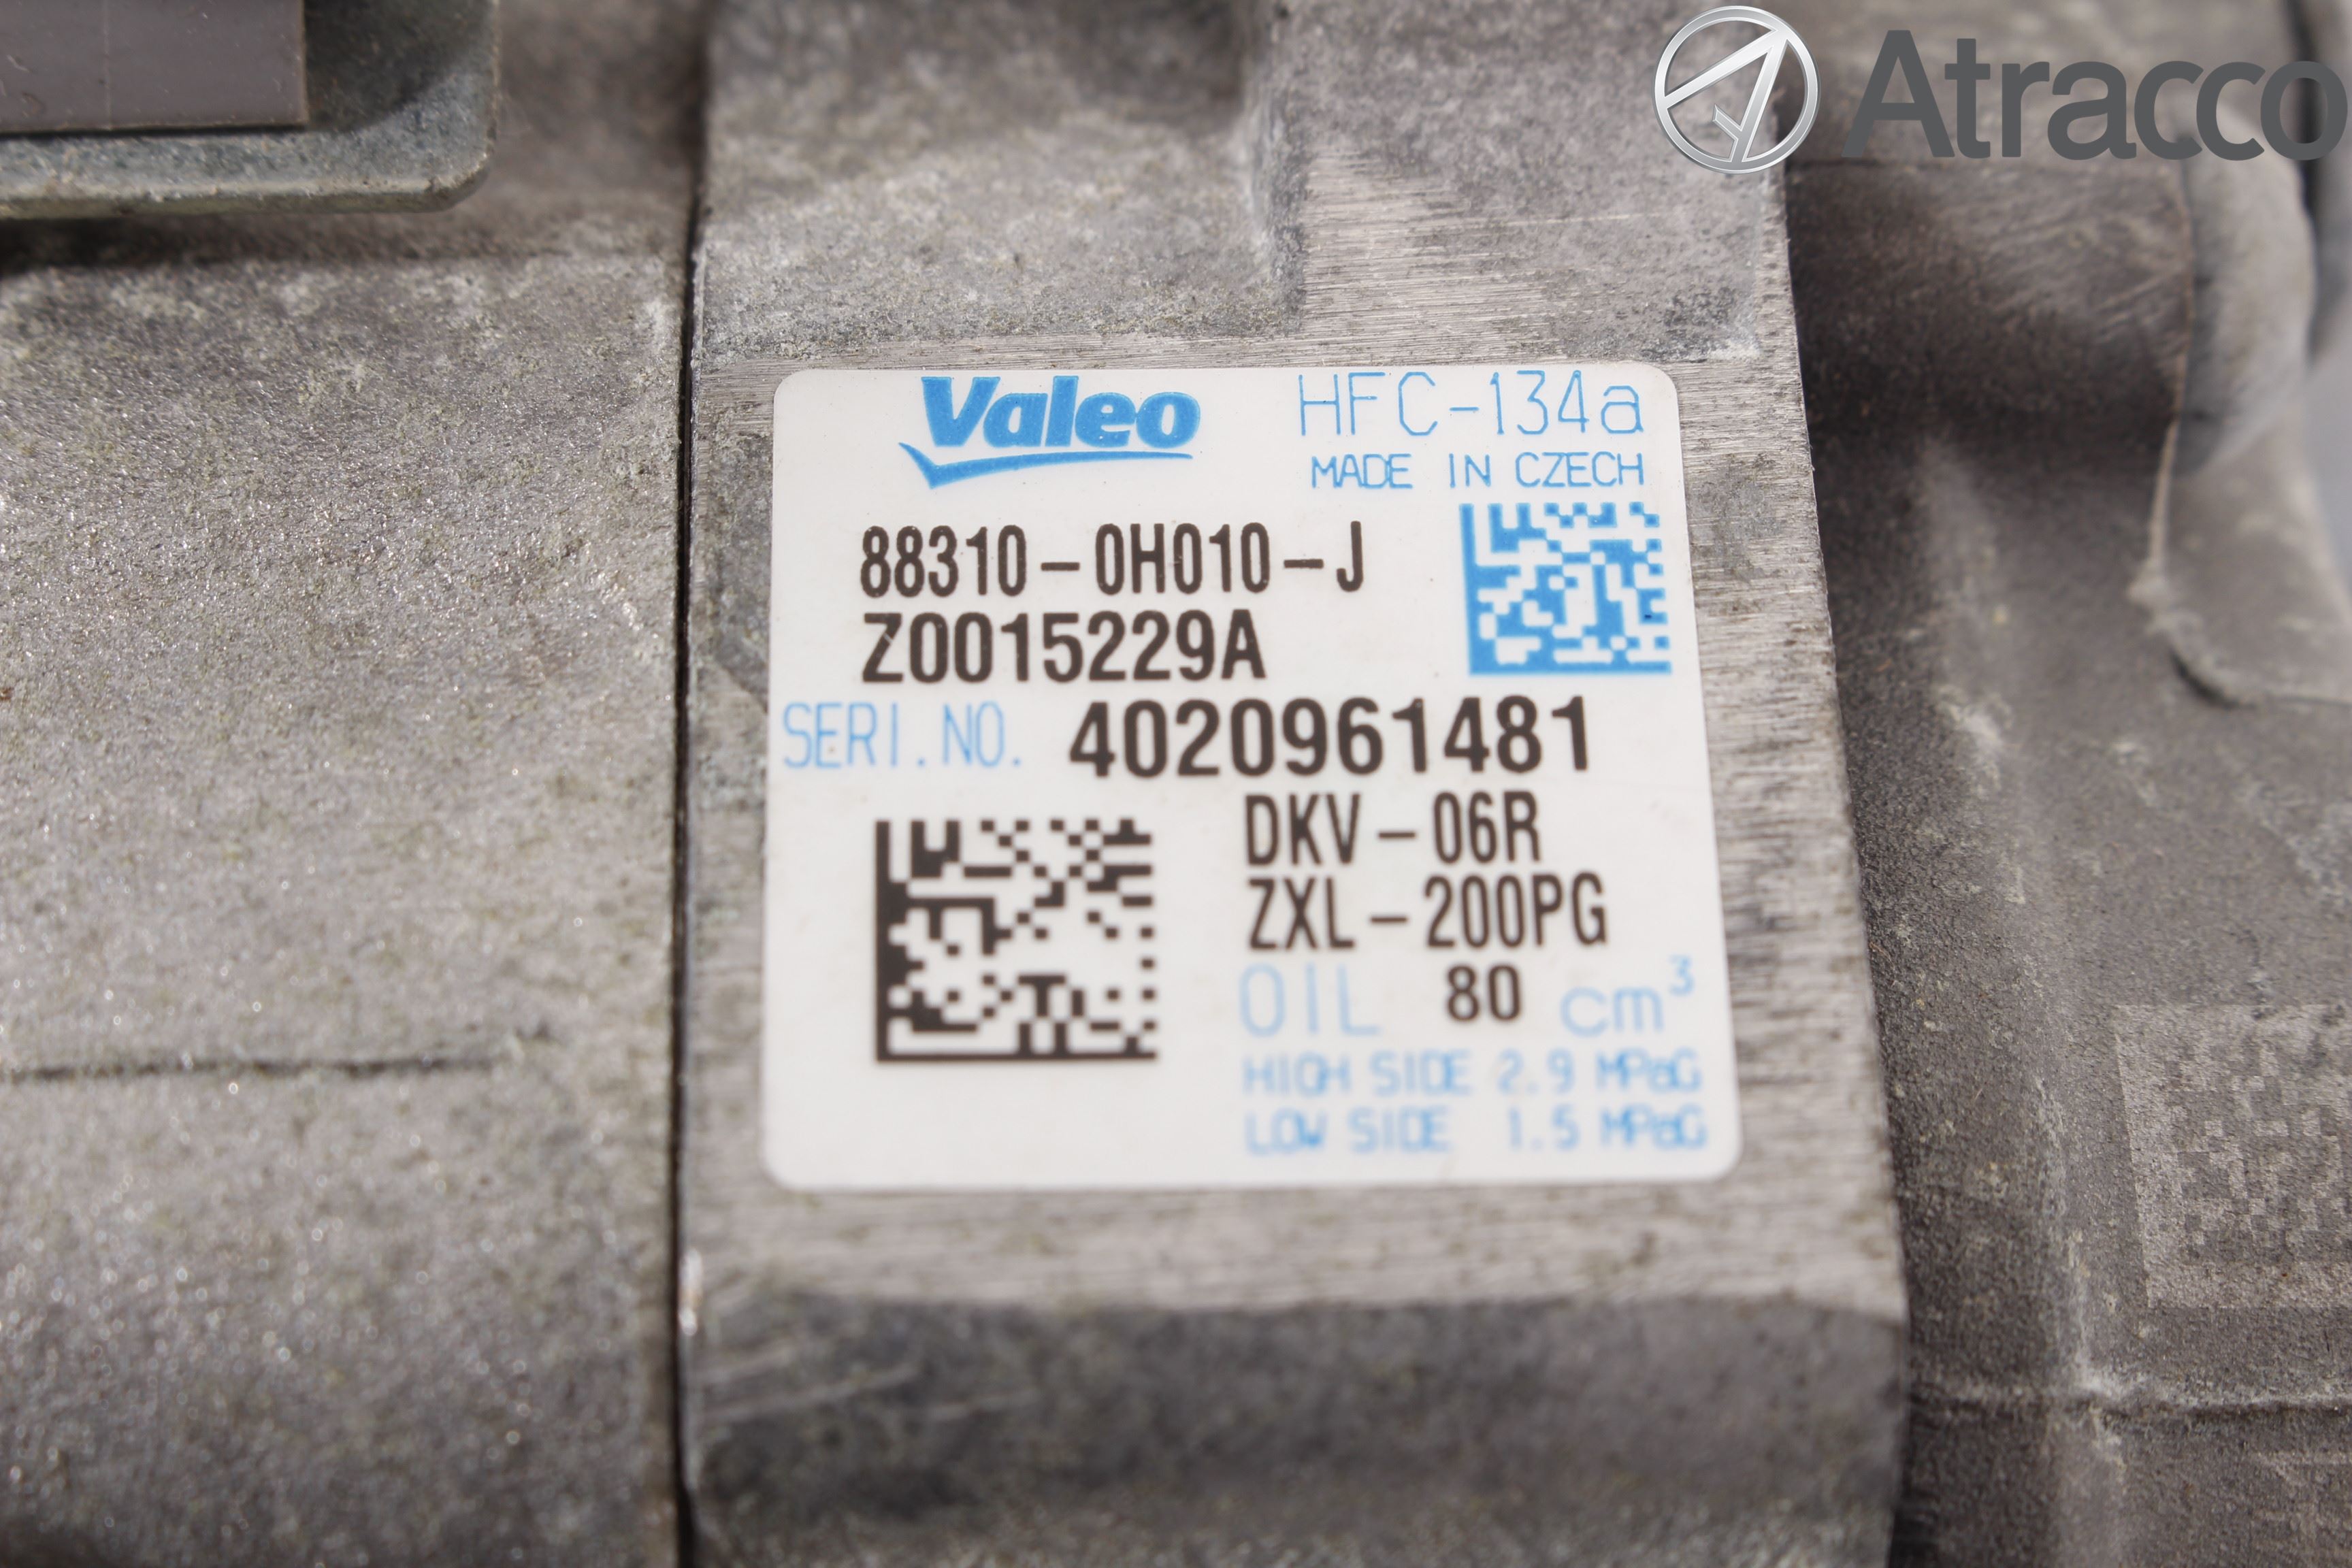 Atracco
Valeo
HFC-134a
MADE IN CZECH
88310-0H010-J
Z0015229A
SERI.NO. 4020961481
DKV-06R
ZXL-200PG
OIL 80 cm³
HIGH SIDE 2.9 MPaG
LOW SIDE 1.5 MPaG